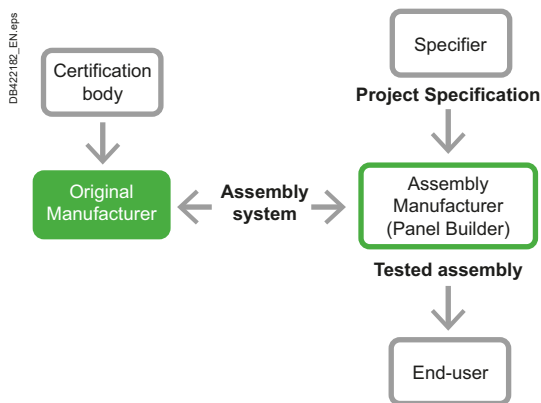 DB422182_EN.eps
Certification
body
Specifier
Project Specification
Original
Manufacturer
Assembly
system
Assembly
Manufacturer
(Panel Builder)
Tested assembly
End-user